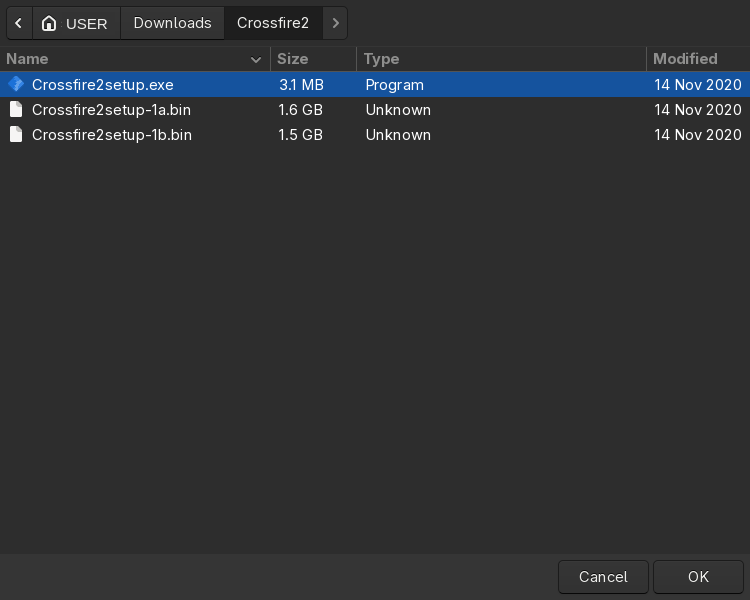 USER Downloads Crossfire2
Name Size Type Modified
Crossfire2setup.exe 3.1 MB Program 14 Nov 2020
Crossfire2setup-1a.bin 1.6 GB Unknown 14 Nov 2020
Crossfire2setup-1b.bin 1.5 GB Unknown 14 Nov 2020
Cancel OK